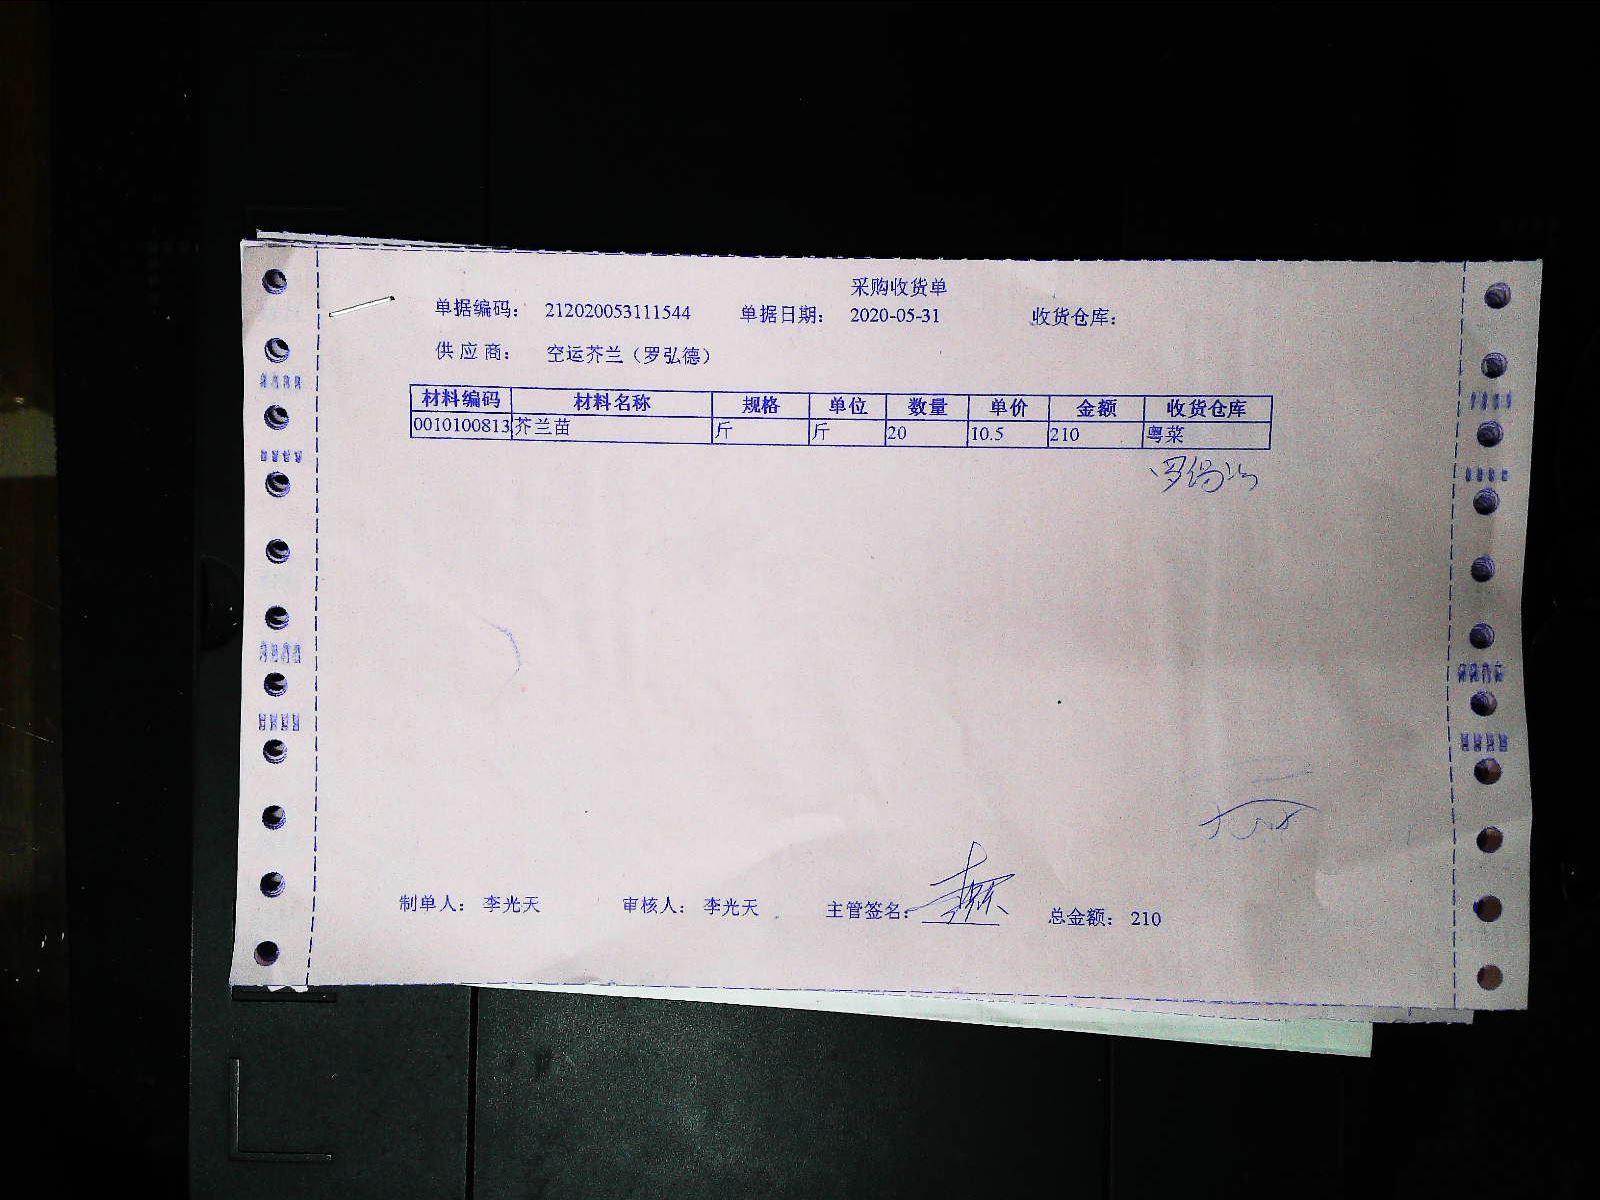 采购收货单
单据编码： 212020053111544 单据日期： 2020-05-31 收货仓库：
供应商： 空运芥兰（罗弘德）
材料编码 材料名称 规格 单位 数量 单价 金额 收货仓库
0010100813 芥兰苗 斤 斤 20 10.5 210 粤菜
制单人： 李光天 审核人： 李光天 主管签名： 总金额： 210